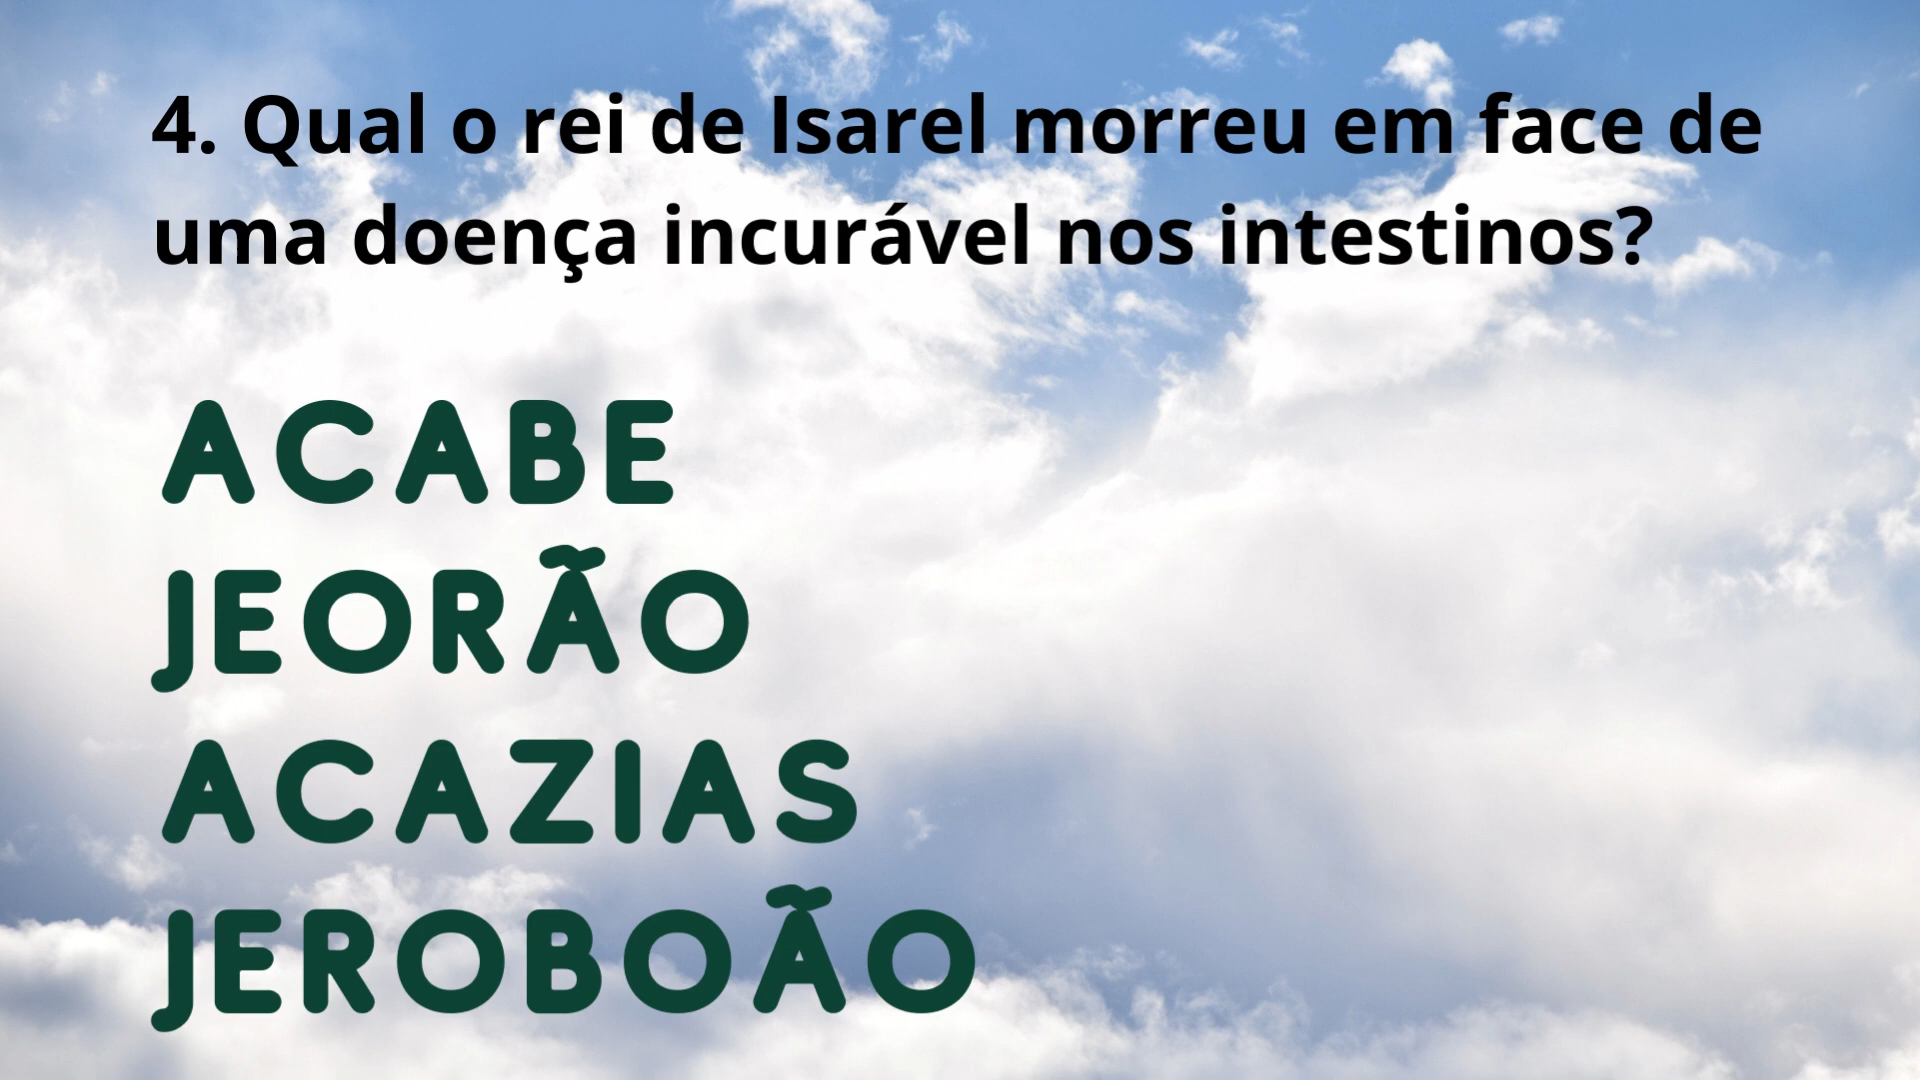 4. Qual o rei de Isarel morreu em face de
uma doença incurável nos intestinos?
ACABE
JEORÃO
ACAZIAS
JEROBOÃO